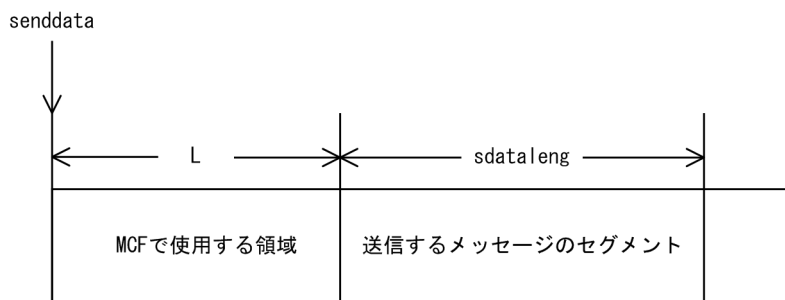 senddata
L
sdataleng
MCFで使用する領域
送信するメッセージのセグメント